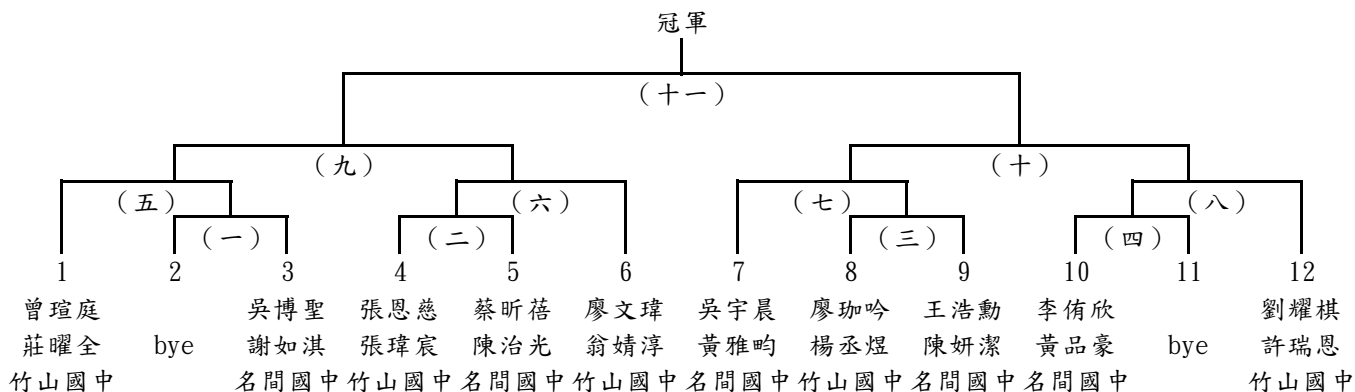 冠軍
(十一)
(九) (十)
(五) (六) (七) (八)
(一) (二) (三) (四)
1 2 3 4 5 6 7 8 9 10 11 12
曾瑄庭 吳博聖 張恩慈 蔡昕蓓 廖文瑋 吳宇晨 廖珈吟 王浩勳 李侑欣 劉耀棋
莊曜全 bye 謝如淇 張瑋宸 陳治光 翁婧淳 黃雅畇 楊丞煜 陳妍潔 黃品豪 bye 許瑞恩
竹山國中 名間國中 竹山國中 名間國中 竹山國中 名間國中 竹山國中 名間國中 名間國中 竹山國中